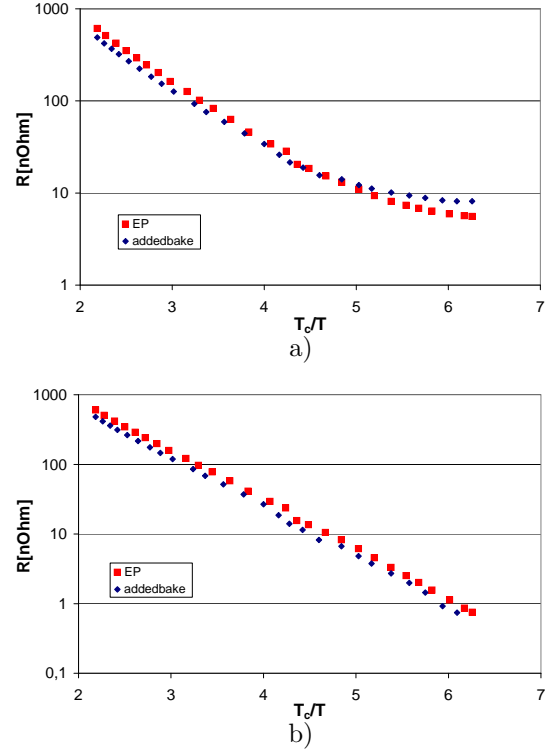 1000
100
10
1
R[nOhm]
EP
addedbake
2 3 4 5 6 7
Tc/T
a)
1000
100
10
1
0,1
R[nOhm]
EP
addedbake
2 3 4 5 6 7
Tc/T
b)